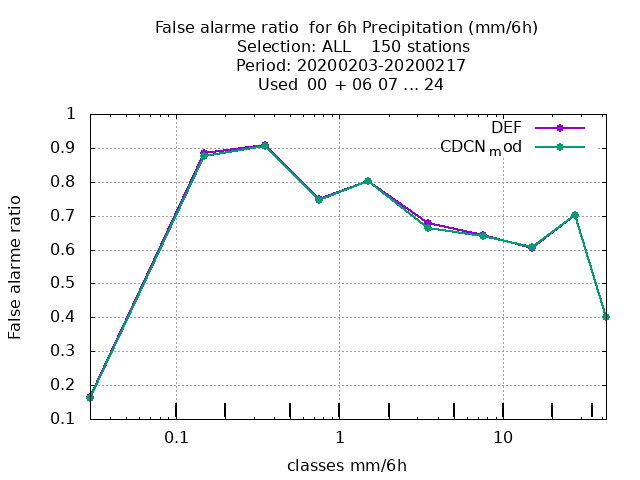 False alarme ratio  for 6h Precipitation (mm/6h)
Selection: ALL    150 stations
Period: 20200203-20200217
Used  00  + 06 07 ... 24
DEF
CDCN_mod
1
0.9
0.8
0.7
0.6
0.5
0.4
0.3
0.2
0.1
False alarme ratio
0.1
1
10
classes mm/6h